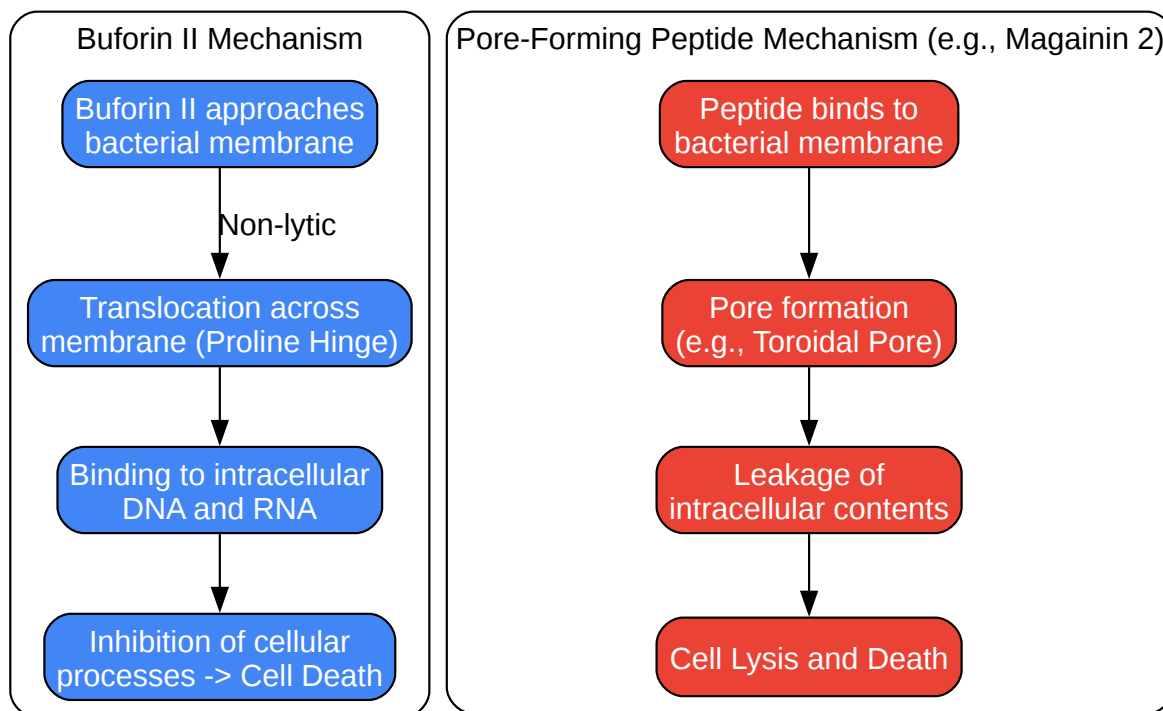 Buforin II Mechanism
Buforin II approaches
bacterial membrane
Non-lytic
Translocation across
membrane (Proline Hinge)
Binding to intracellular
DNA and RNA
Inhibition of cellular
processes -> Cell Death
Pore-Forming Peptide Mechanism (e.g., Magainin 2)
Peptide binds to
bacterial membrane
Pore formation
(e.g., Toroidal Pore)
Leakage of
intracellular contents
Cell Lysis and Death